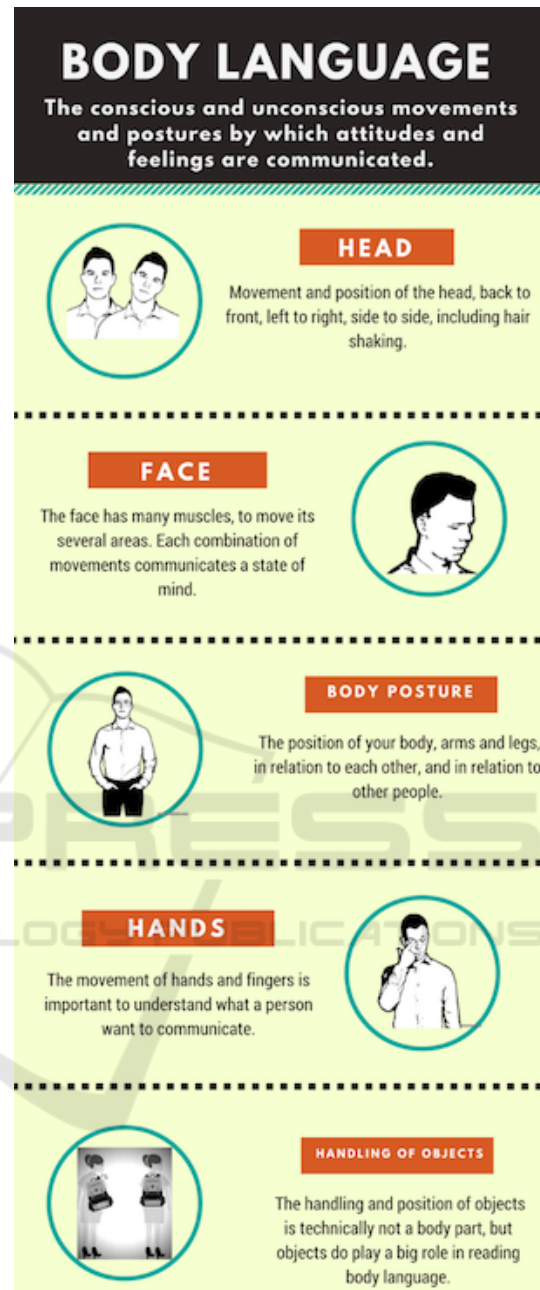 BODY LANGUAGE
The conscious and unconscious movements
and postures by which attitudes and
feelings are communicated.
HEAD
Movement and position of the head, back to
front, left to right, side to side, including hair
shaking.
FACE
The face has many muscles, to move its
several areas. Each combination of
movements communicates a state of
mind.
BODY POSTURE
The position of your body, arms and legs,
in relation to each other, and in relation to
other people.
HANDS
The movement of hands and fingers is
important to understand what a person
want to communicate.
HANDLING OF OBJECTS
The handling and position of objects
is technically not a body part, but
objects do play a big role in reading
body language.